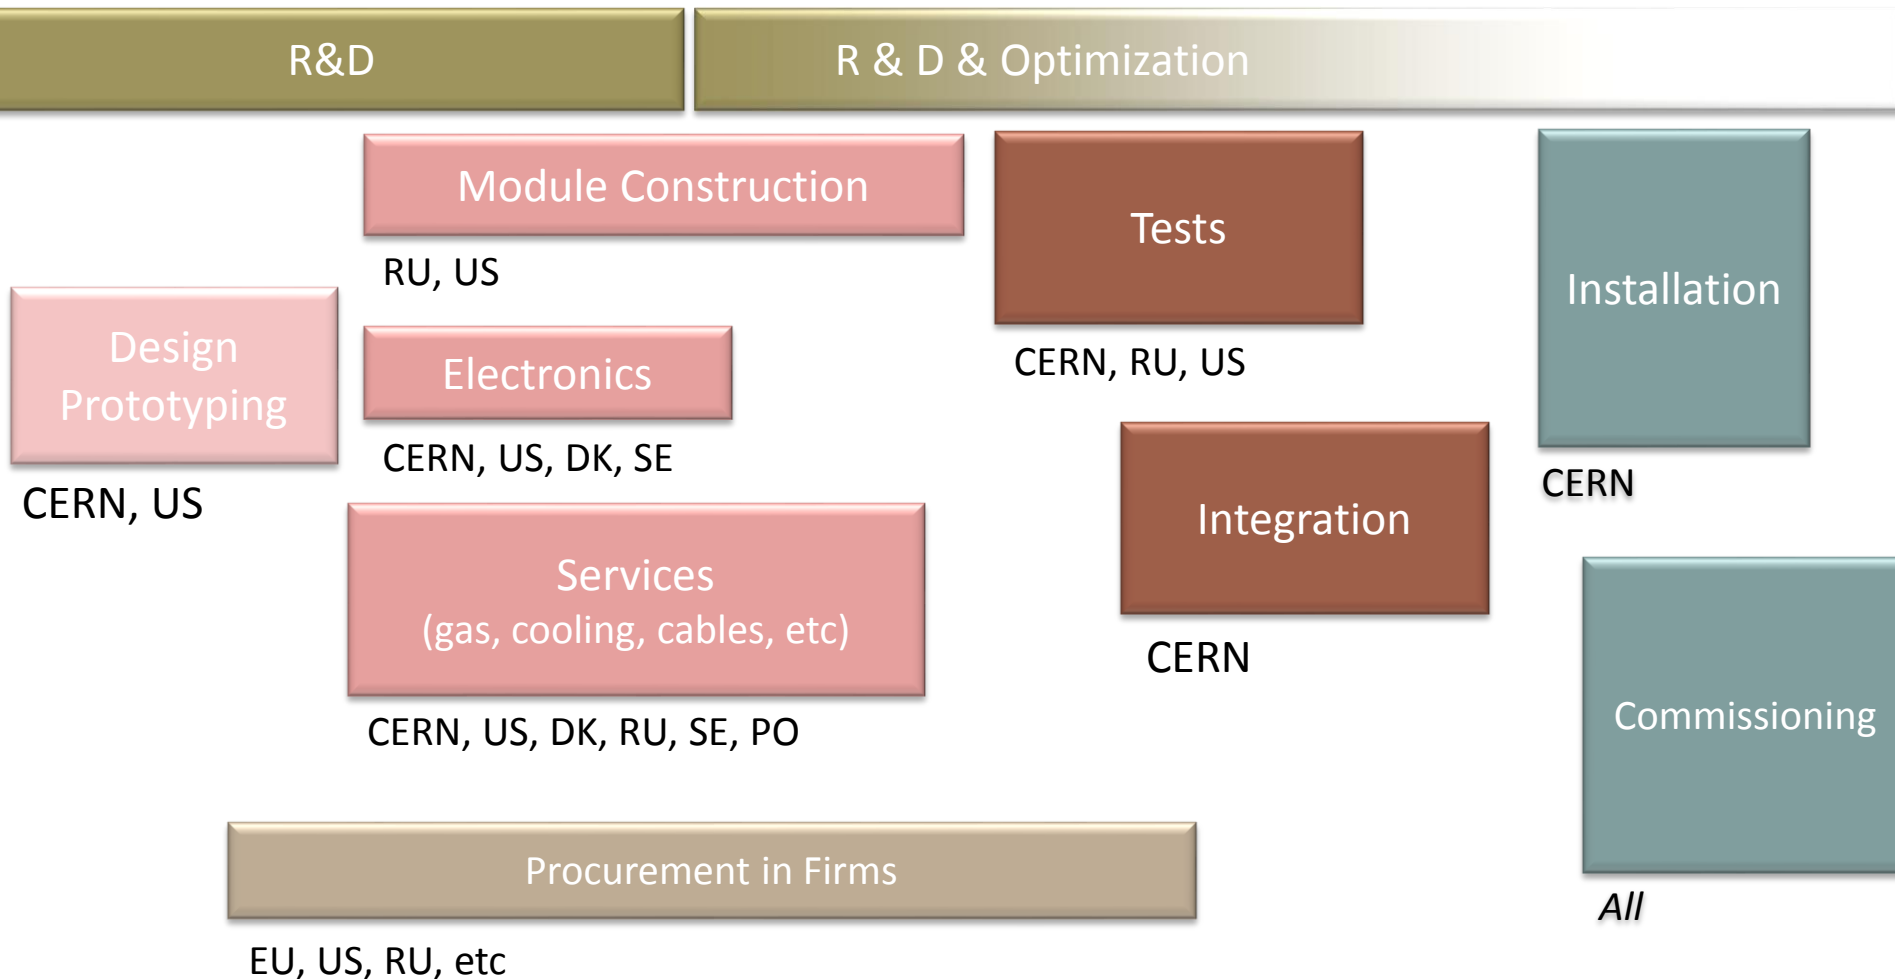 R&D
R & D & Optimization
Module Construction
RU, US
Tests
CERN, RU, US
Installation
CERN
Design
Prototyping
CERN, US
Electronics
CERN, US, DK, SE
Integration
CERN
Services
(gas, cooling, cables, etc)
CERN, US, DK, RU, SE, PO
Commissioning
All
Procurement in Firms
EU, US, RU, etc